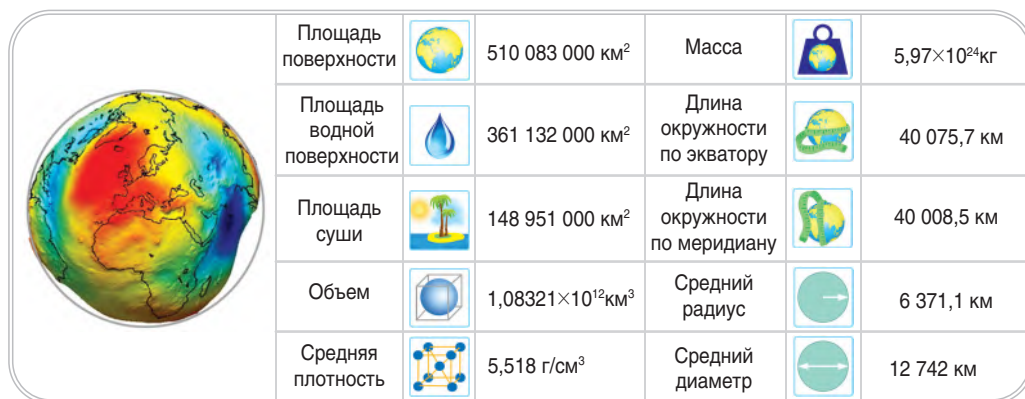 Площадь
поверхности
510 083 000 км²
Масса
5,97×10²⁴кг
Площадь
водной
поверхности
361 132 000 км²
Длина
окружности
по экватору
40 075,7 км
Площадь
суши
148 951 000 км²
Длина
окружности
по меридиану
40 008,5 км
Объем
1,08321×10¹²км³
Средний
радиус
6 371,1 км
Средняя
плотность
5,518 г/см³
Средний
диаметр
12 742 км